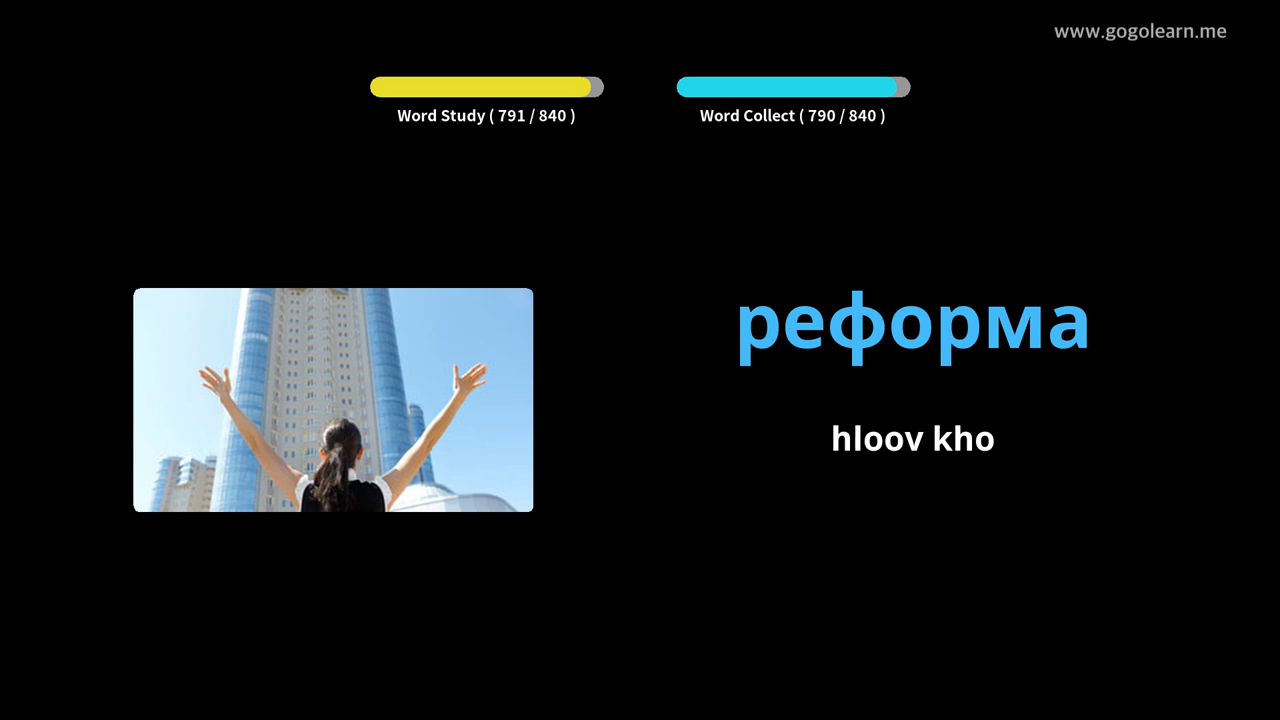 www.gogolearn.me
Word Study ( 791 / 840 )
Word Collect ( 790 / 840 )
реформа
hloov kho